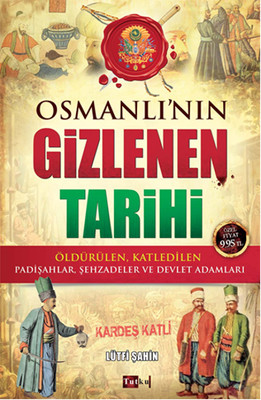 OSMANLI'NIN
GİZLENEN
TARİHİ
ÖZEL
FİYAT
9.95 TL
ÖLDÜRÜLEN, KATLEDİLEN
PADİŞAHLAR, ŞEHZADELER VE DEVLET ADAMLARI
KARDEŞ KATLİ
LÜTFİ ŞAHİN
Tutku